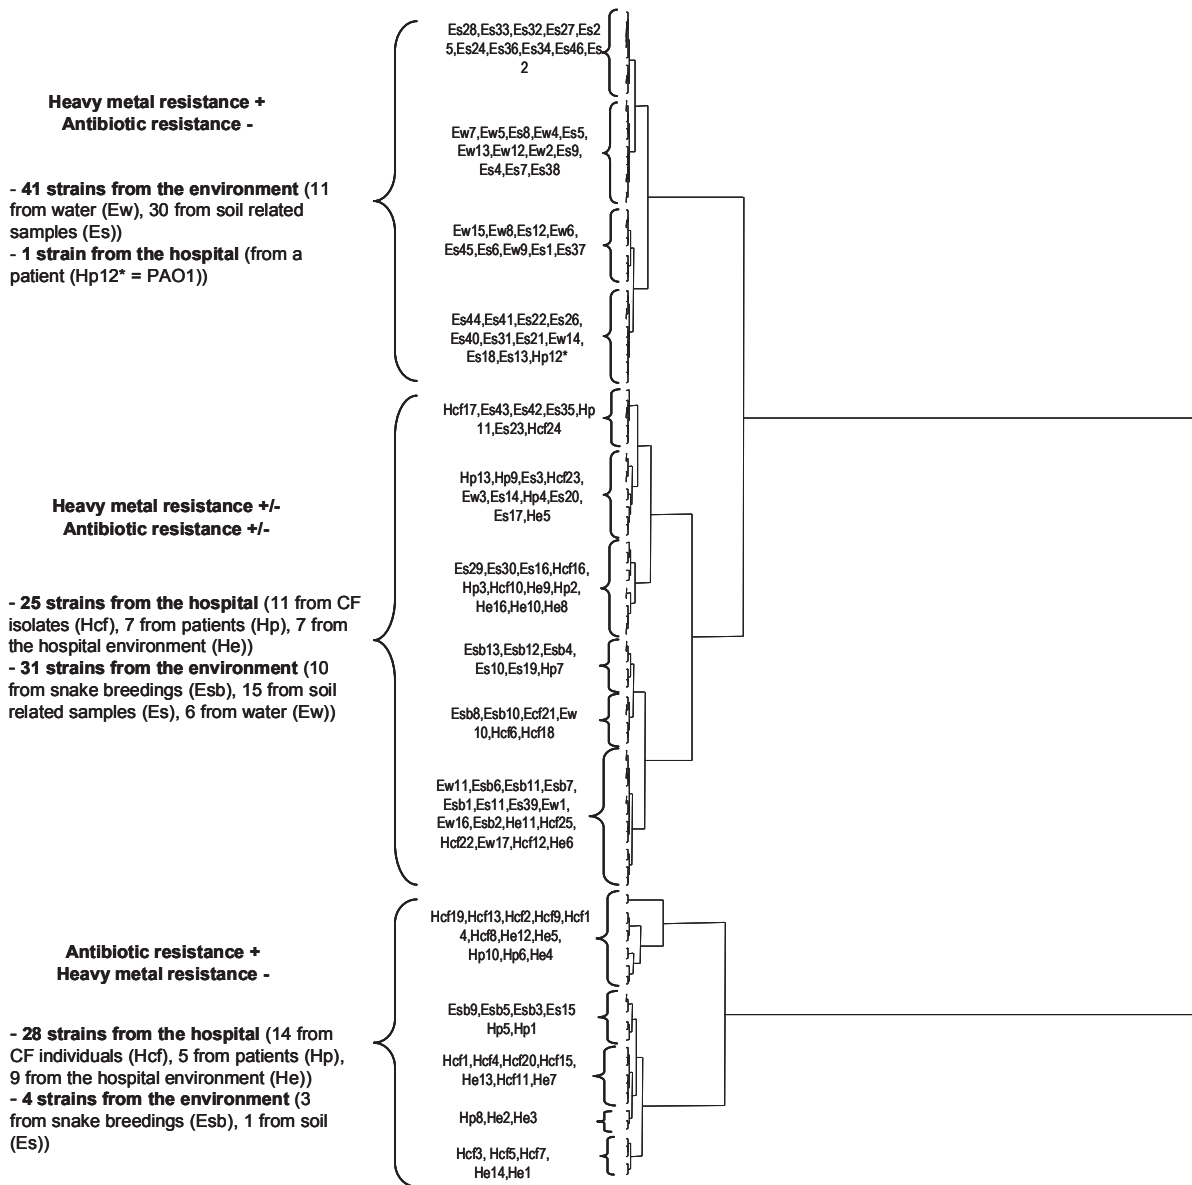 Es28,Es33,Es32,Es27,Es2
5,Es24,Es36,Es34,Es46,Es
2
Heavy metal resistance +
Antibiotic resistance -
Ew7,Ew5,Es8,Ew4,Es5,
Ew13,Ew12,Ew2,Es9,
Es4,Es7,Es38
- 41 strains from the environment (11
from water (Ew), 30 from soil related
samples (Es))
- 1 strain from the hospital (from a
patient (Hp12* = PAO1))
Ew15,Ew8,Es12,Ew6,
Es45,Es6,Ew9,Es1,Es37
Es44,Es41,Es22,Es26,
Es40,Es31,Es21,Ew14,
Es18,Es13,Hp12*
Hcf17,Es43,Es42,Es35,Hp
11,Es23,Hcf24
Heavy metal resistance +/-
Antibiotic resistance +/-
Hp13,Hp9,Es3,Hcf23,
Ew3,Es14,Hp4,Es20,
Es17,He5
- 25 strains from the hospital (11 from CF
isolates (Hcf), 7 from patients (Hp), 7 from
the hospital environment (He))
- 31 strains from the environment (10
from snake breedings (Esb), 15 from soil
related samples (Es), 6 from water (Ew))
Es29,Es30,Es16,Hcf16,
Hp3,Hcf10,He9,Hp2,
He16,He10,He8
Esb13,Esb12,Esb4,
Es10,Es19,Hp7
Esb8,Esb10,Ecf21,Ew
10,Hcf6,Hcf18
Ew11,Esb6,Esb11,Esb7,
Esb1,Es11,Es39,Ew1,
Ew16,Esb2,He11,Hcf25,
Hcf22,Ew17,Hcf12,He6
Antibiotic resistance +
Heavy metal resistance -
Hcf19,Hcf13,Hcf2,Hcf9,Hcf1
4,Hcf8,He12,He5,
Hp10,Hp6,He4
- 28 strains from the hospital (14 from
CF individuals (Hcf), 5 from patients (Hp),
9 from the hospital environment (He))
- 4 strains from the environment (3
from snake breedings (Esb), 1 from soil
(Es))
Esb9,Esb5,Esb3,Es15
Hp5,Hp1
Hcf1,Hcf4,Hcf20,Hcf15,
He13,Hcf11,He7
Hp8,He2,He3
Hcf3, Hcf5,Hcf7,
He14,He1